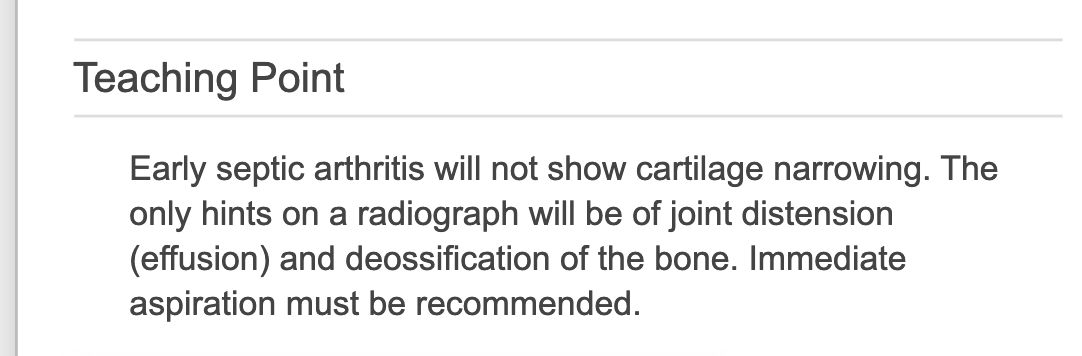 Teaching Point
Early septic arthritis will not show cartilage narrowing. The
only hints on a radiograph will be of joint distension
(effusion) and deossification of the bone. Immediate
aspiration must be recommended.